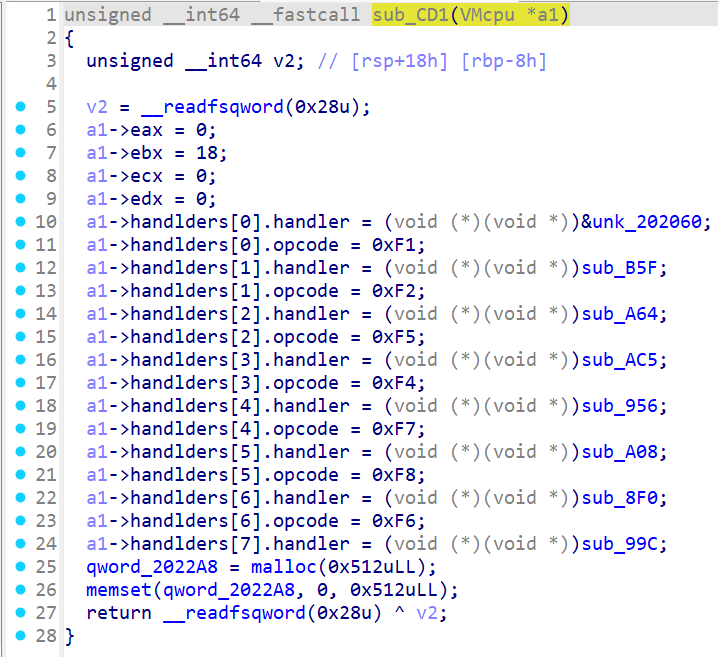 1 unsigned __int64 __fastcall sub_CD1(VMcpu *a1)
2 {
3   unsigned __int64 v2; // [rsp+18h] [rbp-8h]
4
5   v2 = __readfsqword(0x28u);
6   a1->eax = 0;
7   a1->ebx = 18;
8   a1->ecx = 0;
9   a1->edx = 0;
10   a1->handlders[0].handler = (void (*)(void *))&unk_202060;
11   a1->handlders[0].opcode = 0xF1;
12   a1->handlders[1].handler = (void (*)(void *))sub_B5F;
13   a1->handlders[1].opcode = 0xF2;
14   a1->handlders[2].handler = (void (*)(void *))sub_A64;
15   a1->handlders[2].opcode = 0xF5;
16   a1->handlders[3].handler = (void (*)(void *))sub_AC5;
17   a1->handlders[3].opcode = 0xF4;
18   a1->handlders[4].handler = (void (*)(void *))sub_956;
19   a1->handlders[4].opcode = 0xF7;
20   a1->handlders[5].handler = (void (*)(void *))sub_A08;
21   a1->handlders[5].opcode = 0xF8;
22   a1->handlders[6].handler = (void (*)(void *))sub_8F0;
23   a1->handlders[6].opcode = 0xF6;
24   a1->handlders[7].handler = (void (*)(void *))sub_99C;
25   qword_2022A8 = malloc(0x512uLL);
26   memset(qword_2022A8, 0, 0x512uLL);
27   return __readfsqword(0x28u) ^ v2;
28 }